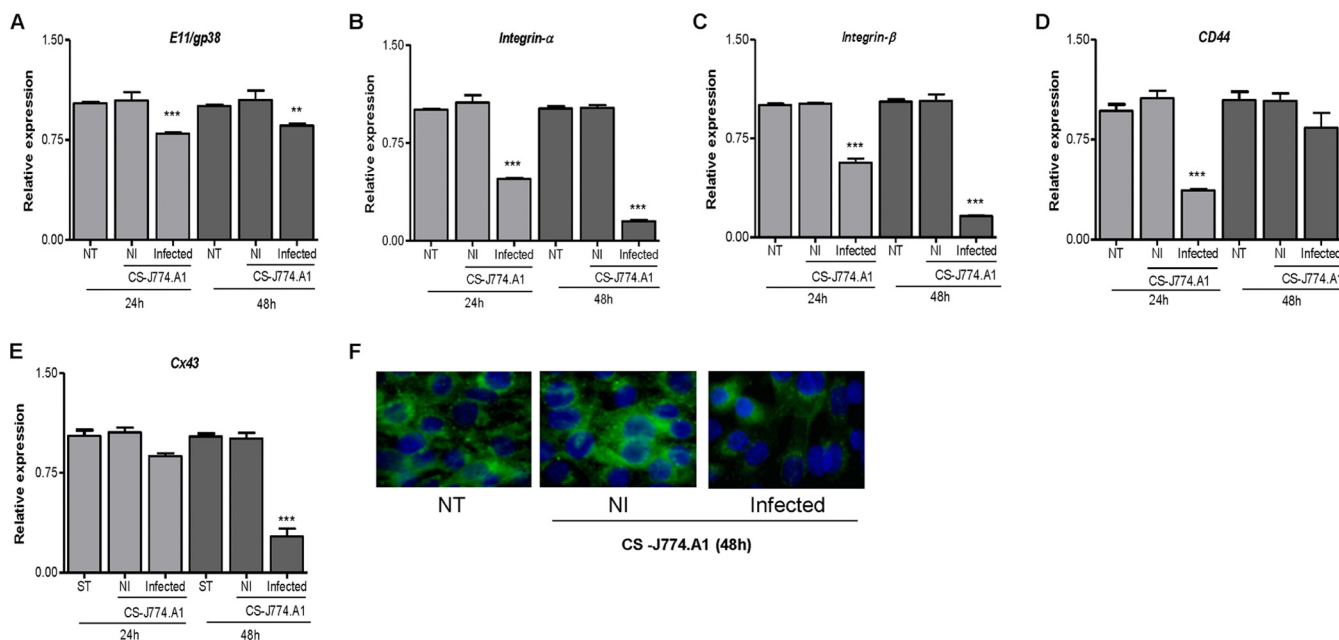 A
E11/gp38
1.50
0.75
0.00
Relative expression
***
**
NT NI Infected NT NI Infected
CS-J774.A1 CS-J774.A1
24h 48h
B
Integrin-α
1.50
0.75
0.00
Relative expression
***
***
NT NI Infected NT NI Infected
CS-J774.A1 CS-J774.A1
24h 48h
C
Integrin-β
1.50
0.75
0.00
Relative expression
***
***
NT NI Infected NT NI Infected
CS-J774.A1 CS-J774.A1
24h 48h
D
CD44
1.50
0.75
0.00
Relative expression
***
NT NI Infected NT NI Infected
CS-J774.A1 CS-J774.A1
24h 48h
E
Cx43
1.50
0.75
0.00
Relative expression
***
ST NI Infected ST NI Infected
CS-J774.A1 CS-J774.A1
24h 48h
F
NT NI Infected
CS -J774.A1 (48h)